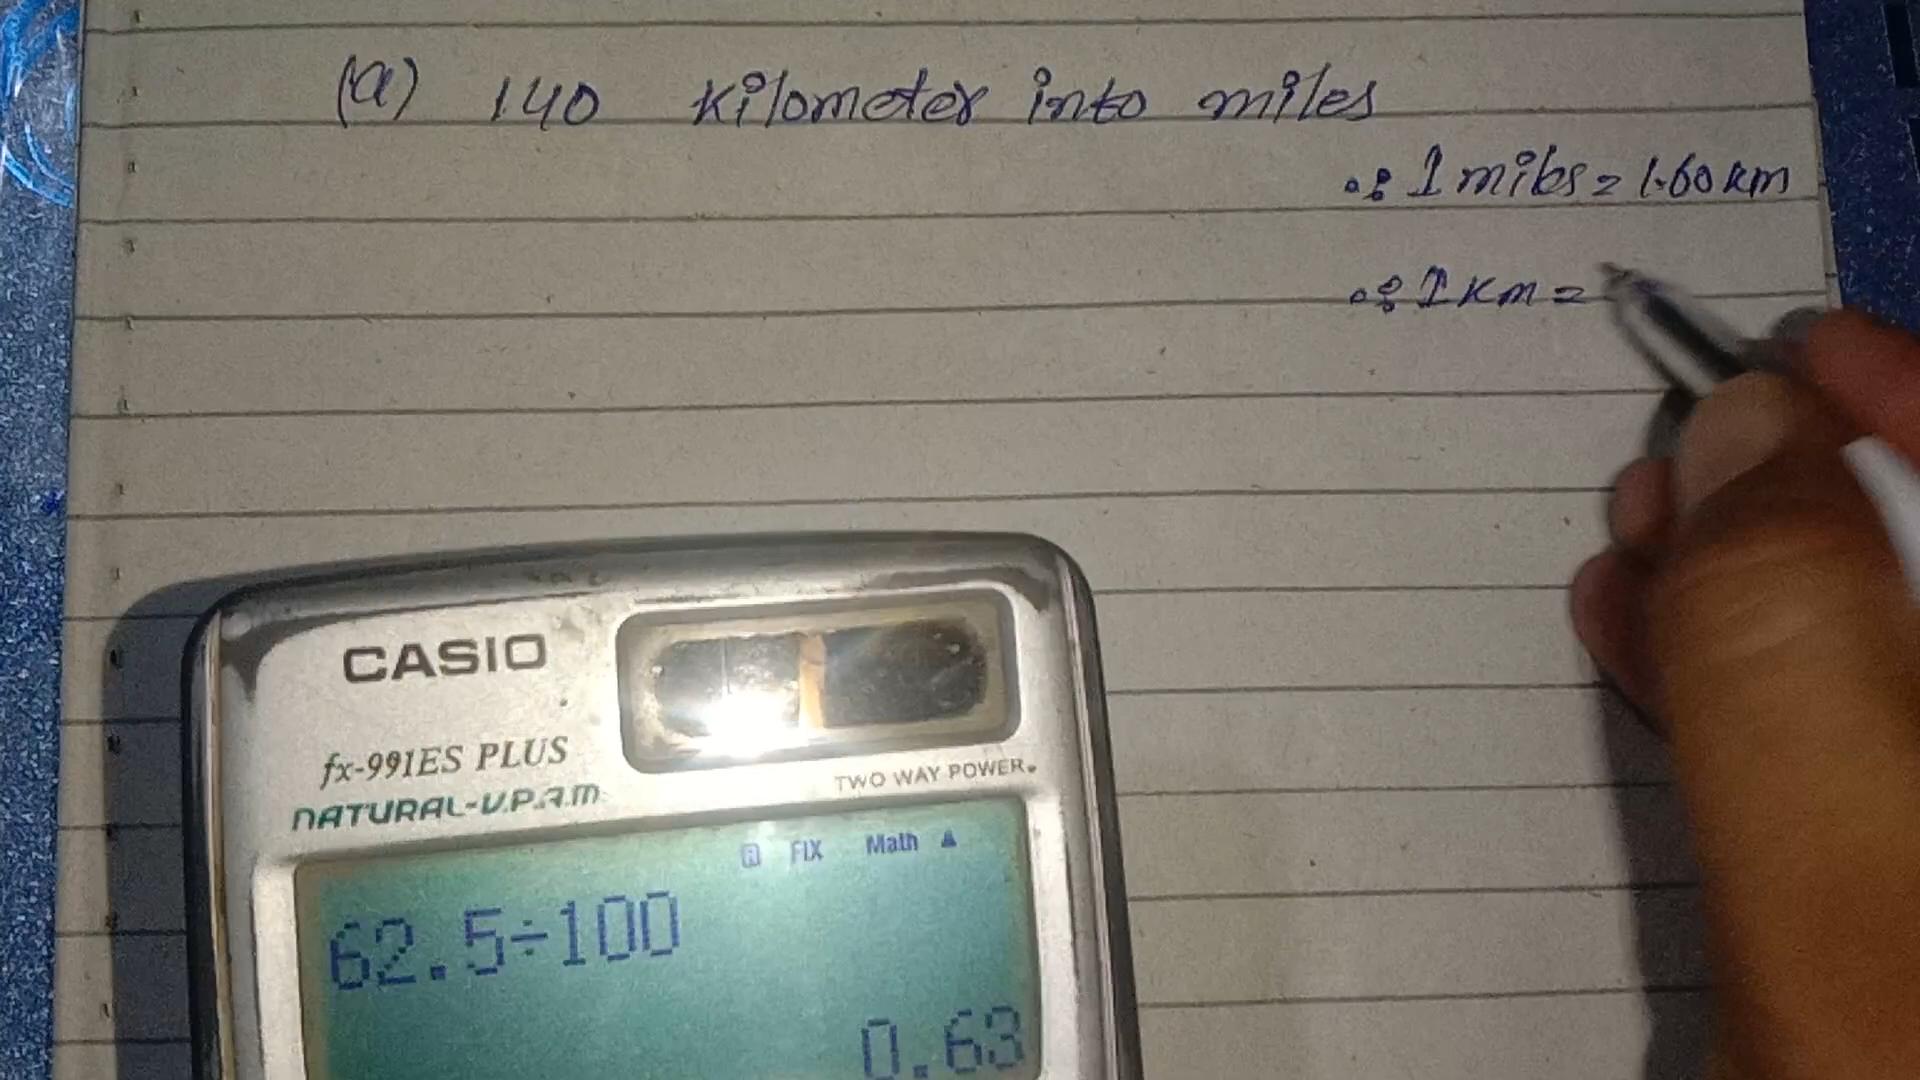 (a) 140 kilometer into miles
∴ 1 miles = 1.60 km
∴ 1 km =
CASIO
fx-991ES PLUS
NATURAL-V.P.A.M.
TWO WAY POWER
R FIX Math ▲
62.5÷100
0.63